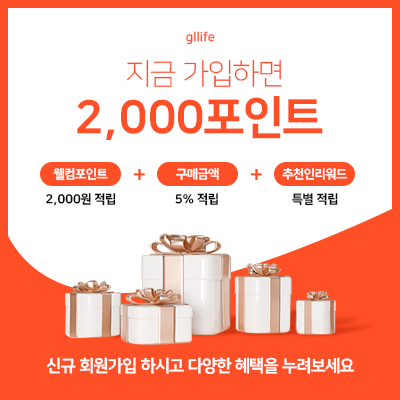 gllife
지금 가입하면
2,000포인트
웰컴포인트 + 구매금액 + 추천인리워드
2,000원 적립 5% 적립 특별 적립
신규 회원가입 하시고 다양한 혜택을 누려보세요